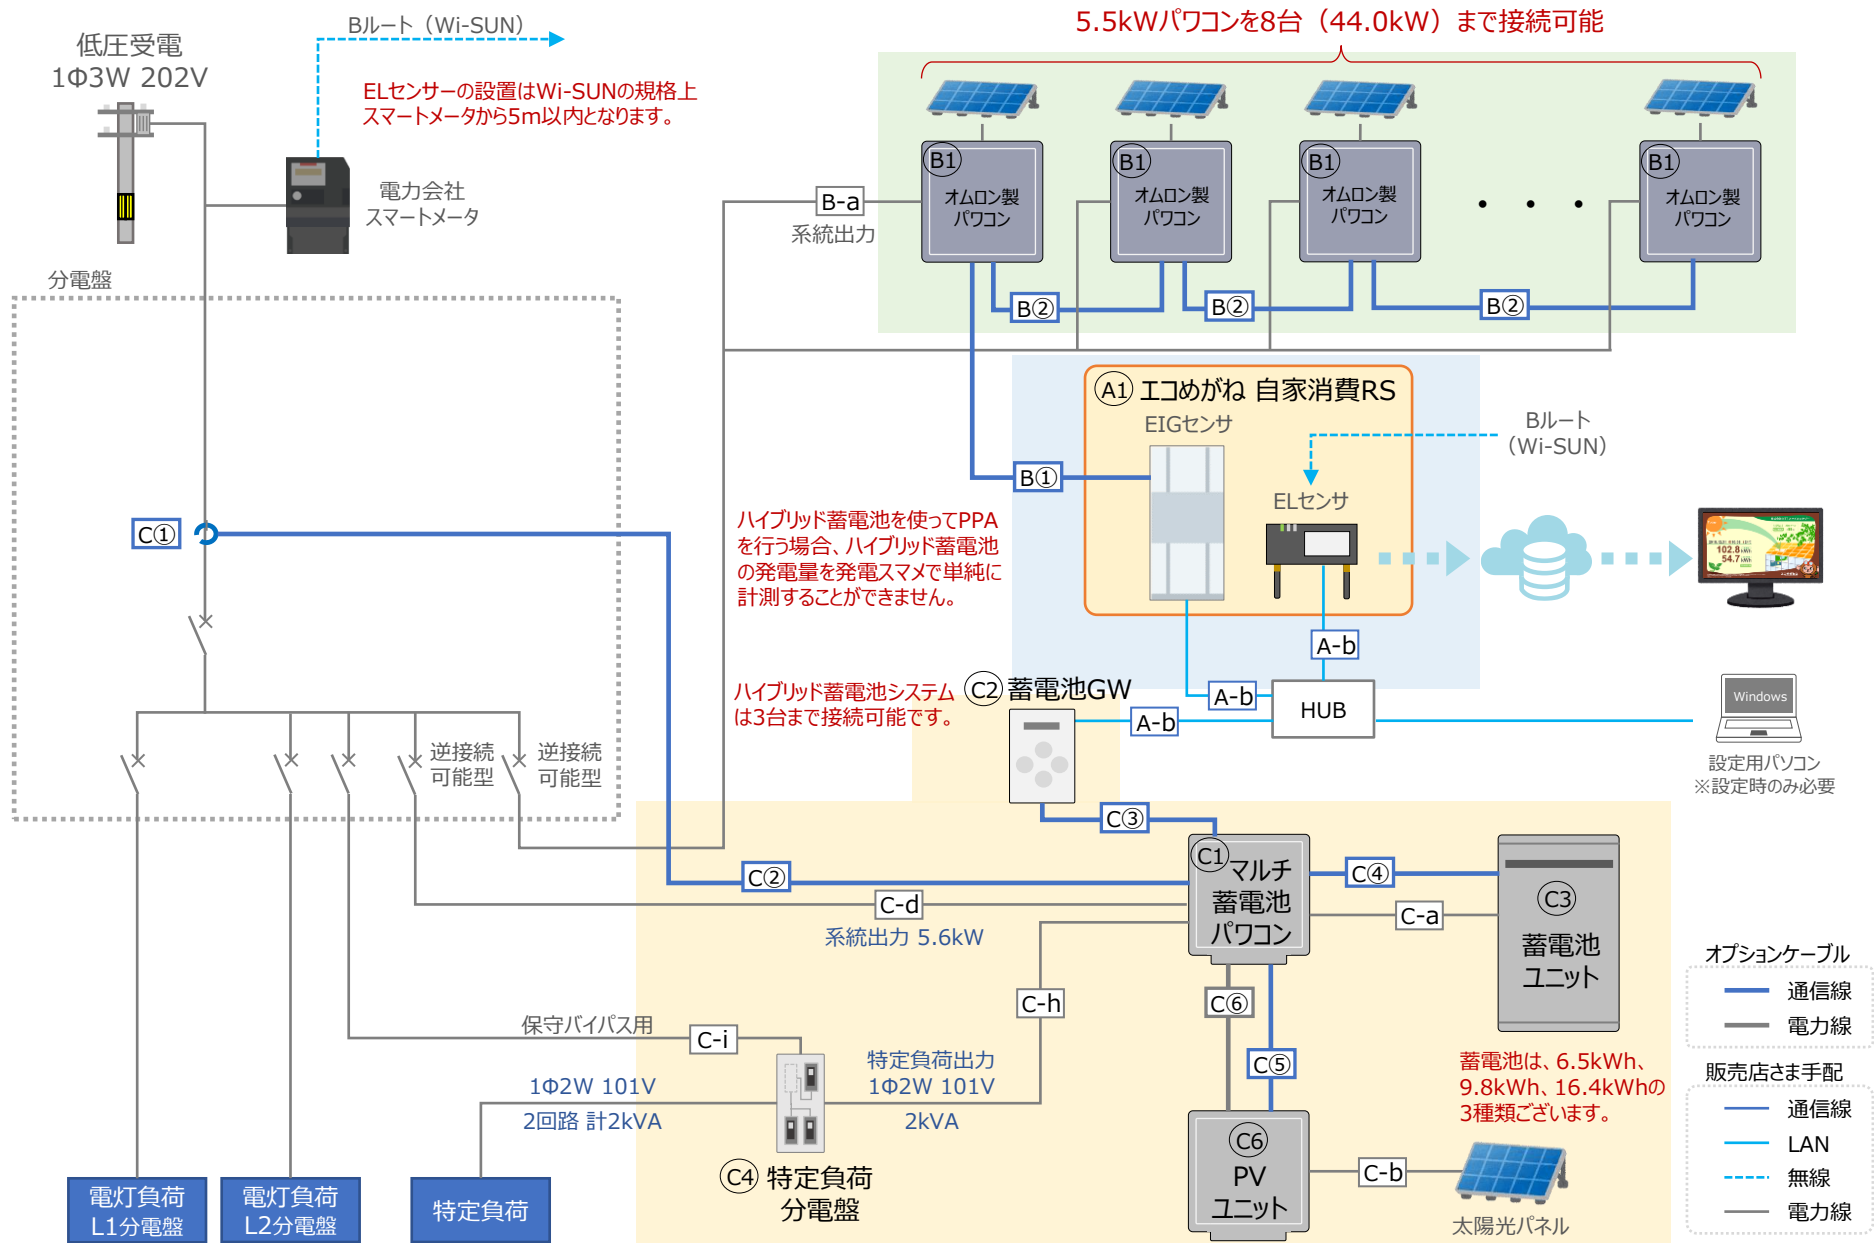 5.5kWパワコンを8台（44.0kW）まで接続可能
Bルート（Wi-SUN）
低圧受電
1Φ3W 202V
ELセンサーの設置はWi-SUNの規格上
スマートメータから5m以内となります。
電力会社
スマートメータ
B-a
系統出力
B1
オムロン製
パワコン
B1
オムロン製
パワコン
B1
オムロン製
パワコン
・・・
B1
オムロン製
パワコン
B②
B②
B②
分電盤
A1 エコめがね 自家消費RS
EIGセンサ
Bルート
（Wi-SUN）
B①
ELセンサ
C①
ハイブリッド蓄電池を使ってPPA
を行う場合、ハイブリッド蓄電池
の発電量を発電スマメで単純に
計測することができません。
102.8
54.7
A-b
A-b
A-b
HUB
ハイブリッド蓄電池システム
は3台まで接続可能です。
C2 蓄電池GW
Windows
設定用パソコン
※設定時のみ必要
逆接続
可能型
逆接続
可能型
C③
C②
C1
マルチ
蓄電池
パワコン
C④
C-a
C3
蓄電池
ユニット
C-d
系統出力 5.6kW
C-h
C⑥
C⑤
保守バイパス用
C-i
特定負荷出力
1Φ2W 101V
2kVA
1Φ2W 101V
2回路 計2kVA
C4 特定負荷
分電盤
C6
PV
ユニット
C-b
太陽光パネル
蓄電池は、6.5kWh、
9.8kWh、16.4kWhの
3種類ございます。
電灯負荷
L1分電盤
電灯負荷
L2分電盤
特定負荷
オプションケーブル
通信線
電力線
販売店さま手配
通信線
LAN
無線
電力線